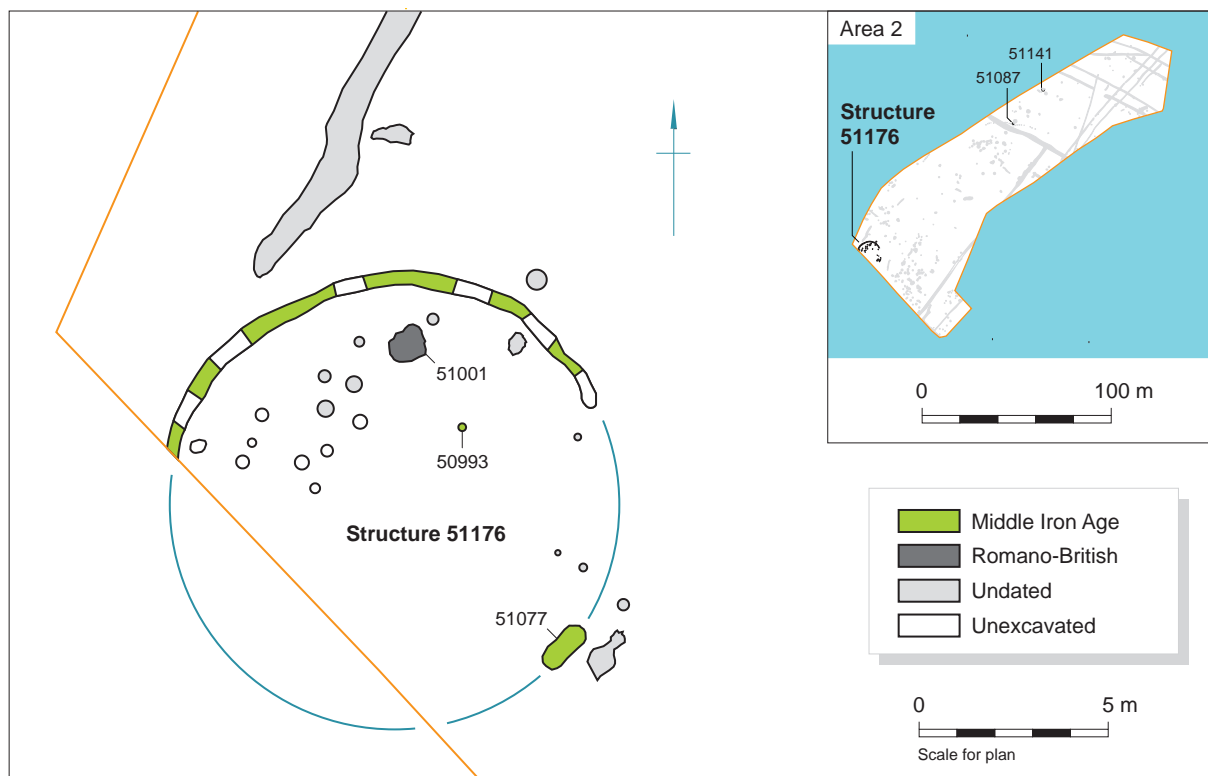 Area 2
51141
51087
Structure
51176
0
100 m
51001
50993
Structure 51176
51077
Middle Iron Age
Romano-British
Undated
Unexcavated
0
5 m
Scale for plan